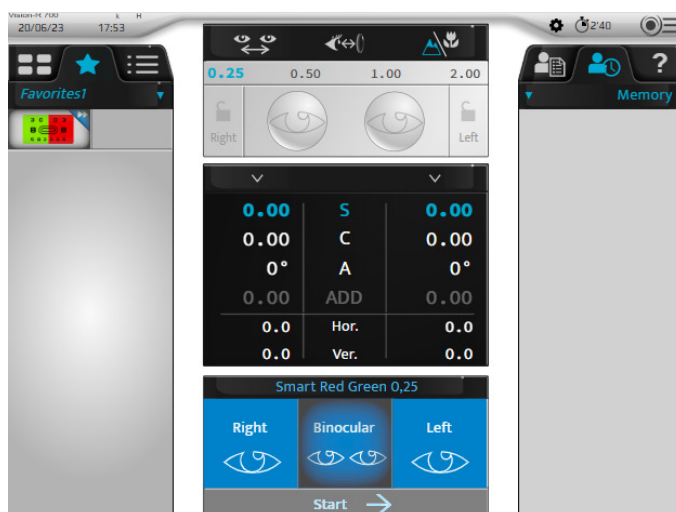 Vision-R 700
20/06/23 17:53
2'40
Favorites1
Memory
?
0.25 0.50 1.00 2.00
Right Left
0.00 S 0.00
0.00 C 0.00
0° A 0°
0.00 ADD 0.00
0.0 Hor. 0.0
0.0 Ver. 0.0
Smart Red Green 0,25
Right Binocular Left
Start